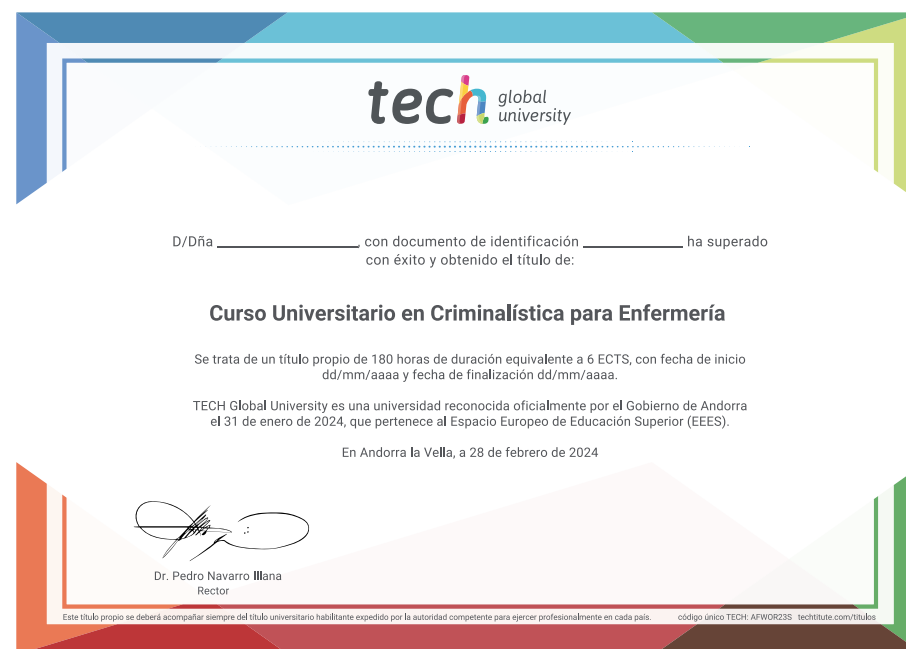 tech global university
D/Dña ____________________, con documento de identificación ______________ ha superado
con éxito y obtenido el título de:
Curso Universitario en Criminalística para Enfermería
Se trata de un título propio de 180 horas de duración equivalente a 6 ECTS, con fecha de inicio
dd/mm/aaaa y fecha de finalización dd/mm/aaaa.
TECH Global University es una universidad reconocida oficialmente por el Gobierno de Andorra
el 31 de enero de 2024, que pertenece al Espacio Europeo de Educación Superior (EEES).
En Andorra la Vella, a 28 de febrero de 2024
Dr. Pedro Navarro Illana
Rector
Este título propio se deberá acompañar siempre del título universitario habilitante expedido por la autoridad competente para ejercer profesionalmente en cada país. código único TECH: AFWOR23S techtitute.com/titulos